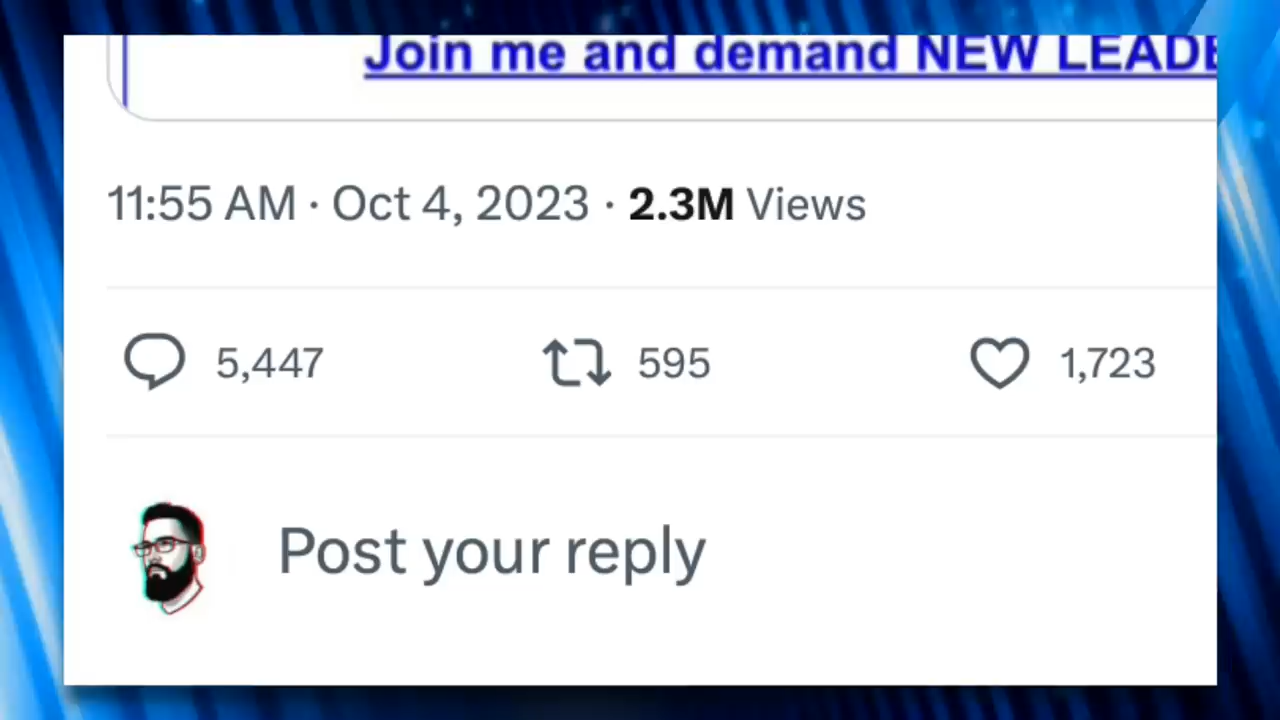 Join me and demand NEW LEADE
11:55 AM · Oct 4, 2023 · 2.3M Views
5,447 595 1,723
Post your reply